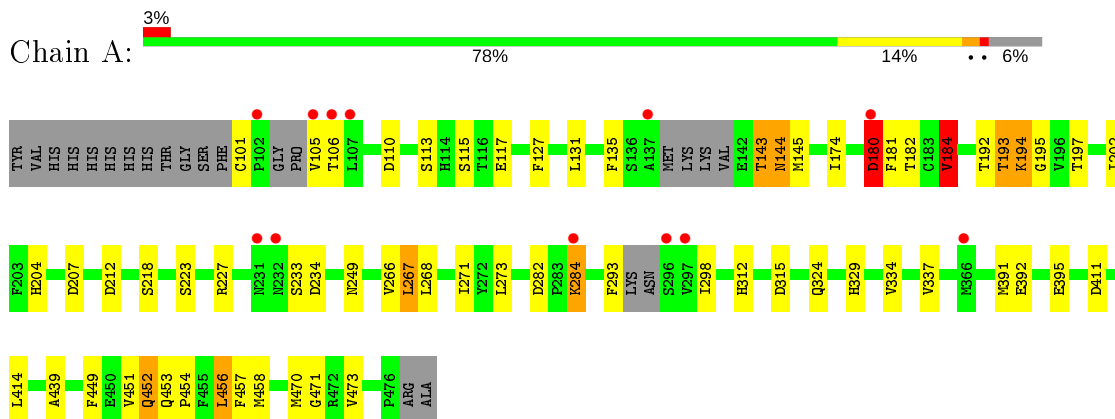 3%
Chain A:
78% 14% • • 6%
TYR VAL HIS HIS HIS HIS HIS HIS THR GLY SER PHE C101 P102 GLY PRO V105 T106 L107 D110 S113 H114 S115 T116 E117 F127 L131 F135 S136 A137 MET LYS LYS VAL E142 T143 N144 M145 I174 D180 F181 T182 C183 V184 T192 T193 K194 G195 V196 T197
F203 H204 D207 D212 S218 S223 R227 N231 N232 S233 D234 N249 V266 L267 L268 I271 Y272 L273 D282 P283 K284 F293 LYS ASN S296 V297 I298 H312 D315 Q324 H329 V334 V337 M366 M391 E392 E395 D411
L414 A439 F449 E450 V451 Q452 Q453 P454 F455 L456 F457 M458 M470 G471 R472 V473 P476 ARG ALA